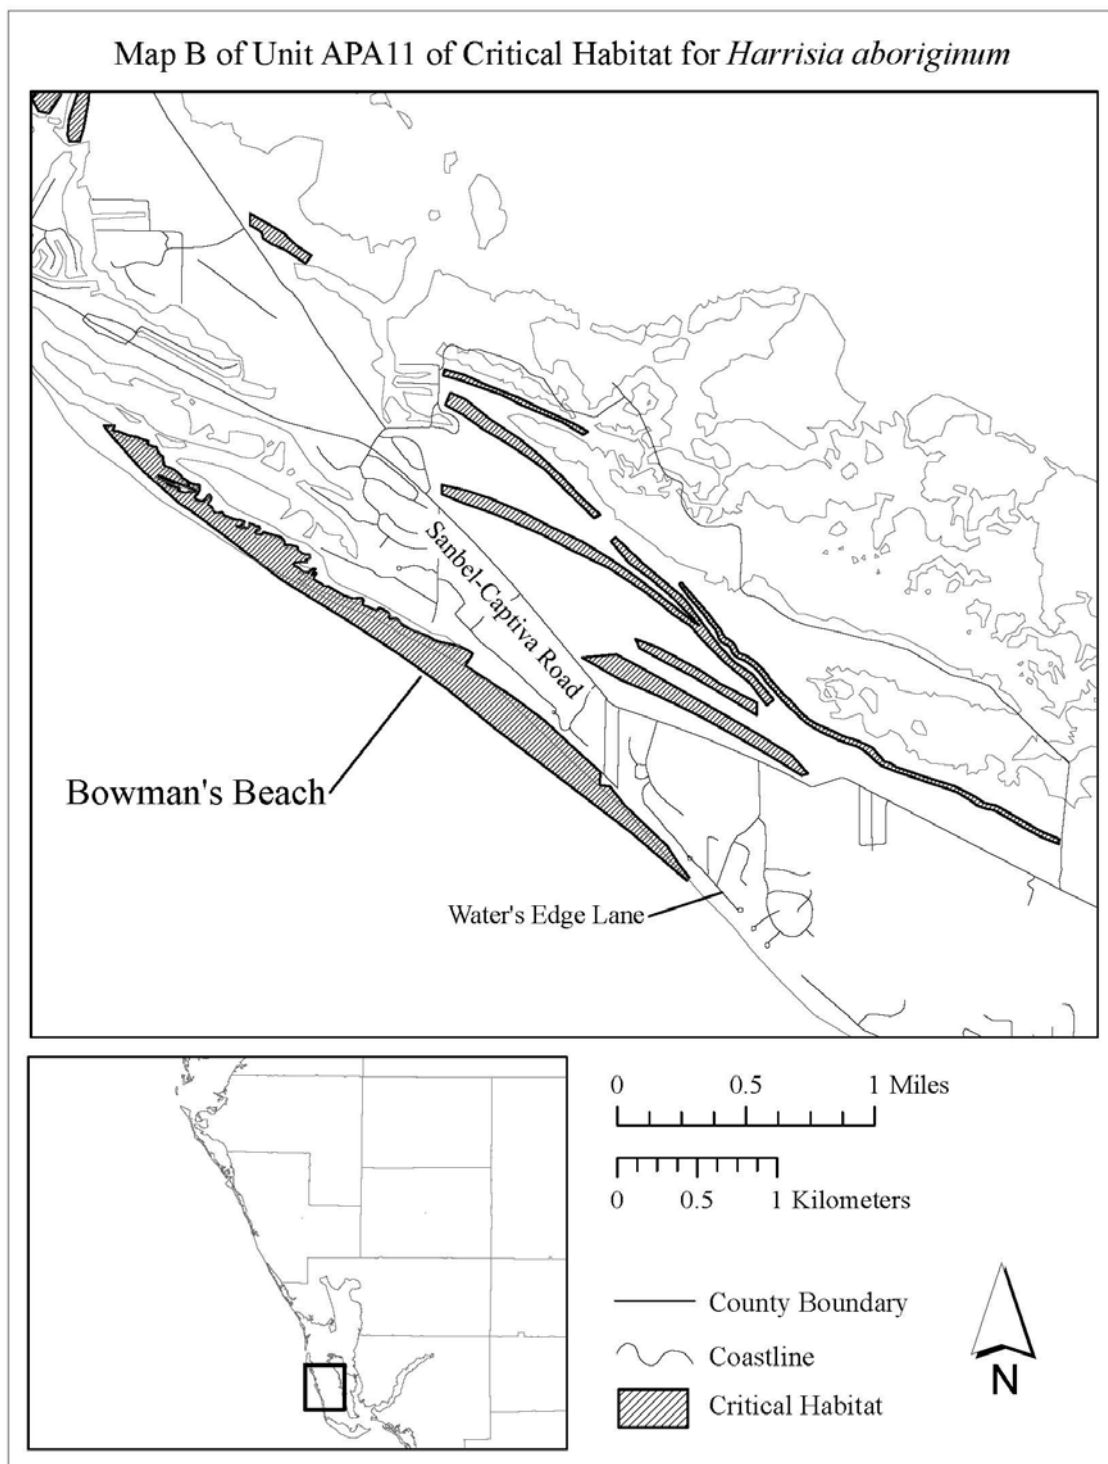 Map B of Unit APA11 of Critical Habitat for Harrisia aboriginum
Sanbel-Captiva Road
Bowman's Beach
Water's Edge Lane
0 0.5 1 Miles
0 0.5 1 Kilometers
County Boundary
Coastline
Critical Habitat
N